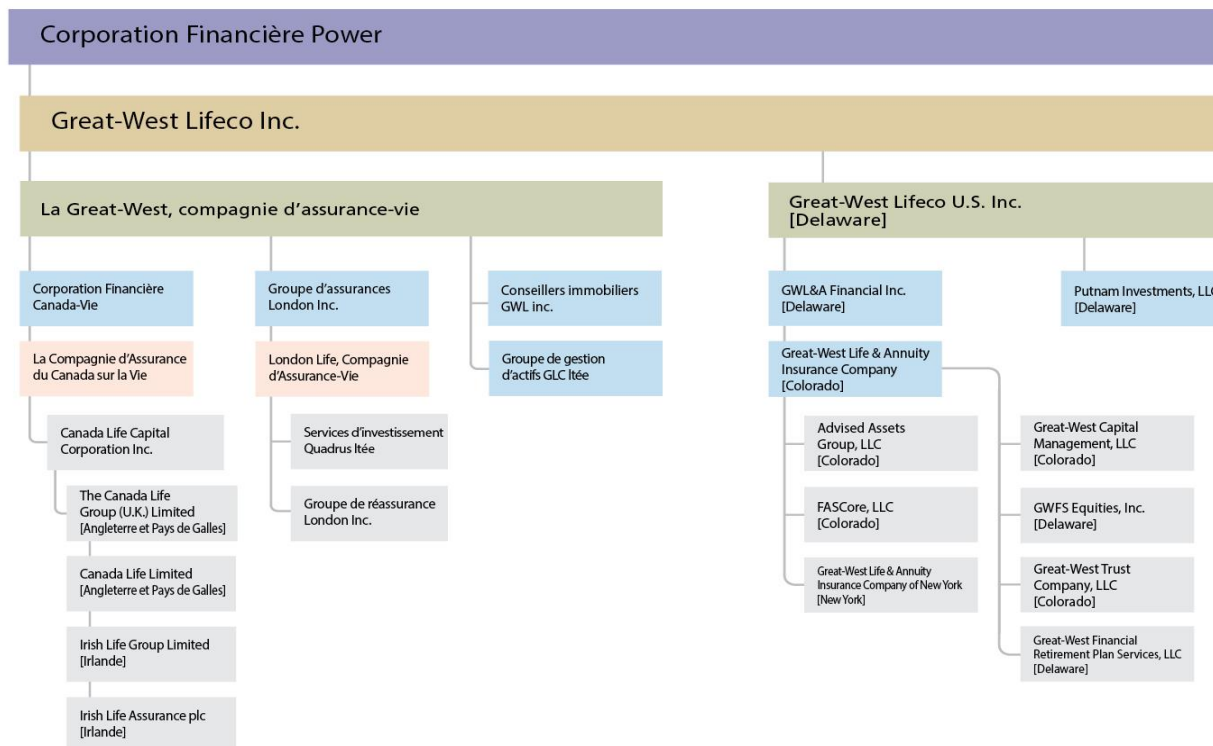 Corporation Financière Power
Great-West Lifeco Inc.
La Great-West, compagnie d’assurance-vie
Corporation Financière
Canada-Vie
La Compagnie d’Assurance
du Canada sur la Vie
Canada Life Capital
Corporation Inc.
The Canada Life
Group (U.K.) Limited
[Angleterre et Pays de Galles]
Canada Life Limited
[Angleterre et Pays de Galles]
Irish Life Group Limited
[Irlande]
Irish Life Assurance plc
[Irlande]
Groupe d’assurances
London Inc.
London Life, Compagnie
d’Assurance-Vie
Services d’investissement
Quadrus ltée
Groupe de réassurance
London Inc.
Conseillers immobiliers
GWL inc.
Groupe de gestion
d’actifs GLC ltée
Great-West Lifeco U.S. Inc.
[Delaware]
GWL&A Financial Inc.
[Delaware]
Great-West Life & Annuity
Insurance Company
[Colorado]
Advised Assets
Group, LLC
[Colorado]
FASCore, LLC
[Colorado]
Great-West Life & Annuity
Insurance Company of New York
[New York]
Great-West Capital
Management, LLC
[Colorado]
GWFS Equities, Inc.
[Delaware]
Great-West Trust
Company, LLC
[Colorado]
Great-West Financial
Retirement Plan Services, LLC
[Delaware]
Putnam Investments, LLC
[Delaware]